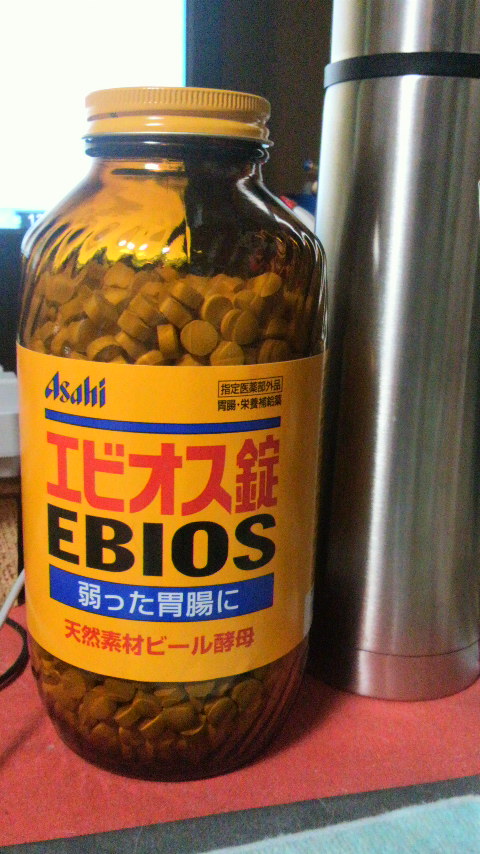 Asahi
指定医薬部外品
胃腸・栄養補給薬
エビオス錠
EBIOS
弱った胃腸に
天然素材ビール酵母